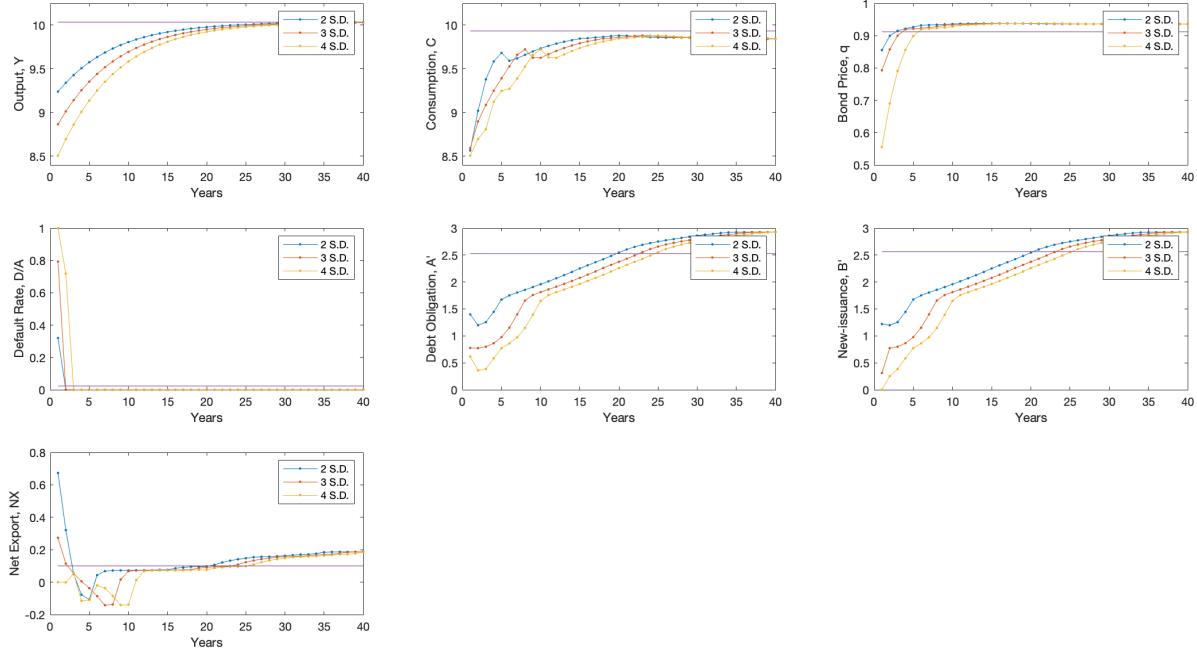 10
9.5
9
8.5
Output, Y
0 5 10 15 20 25 30 35 40
Years
2 S.D.
3 S.D.
4 S.D.
10
9.5
9
8.5
Consumption, C
0 5 10 15 20 25 30 35 40
Years
2 S.D.
3 S.D.
4 S.D.
1
0.9
0.8
0.7
0.6
0.5
Bond Price, q
0 5 10 15 20 25 30 35 40
Years
2 S.D.
3 S.D.
4 S.D.
1
0.8
0.6
0.4
0.2
0
Default Rate, D/A
0 5 10 15 20 25 30 35 40
Years
2 S.D.
3 S.D.
4 S.D.
3
2.5
2
1.5
1
0.5
0
Debt Obligation, A'
0 5 10 15 20 25 30 35 40
Years
2 S.D.
3 S.D.
4 S.D.
3
2.5
2
1.5
1
0.5
0
New-issuance, B'
0 5 10 15 20 25 30 35 40
Years
2 S.D.
3 S.D.
4 S.D.
0.8
0.6
0.4
0.2
0
-0.2
Net Export, NX
0 5 10 15 20 25 30 35 40
Years
2 S.D.
3 S.D.
4 S.D.